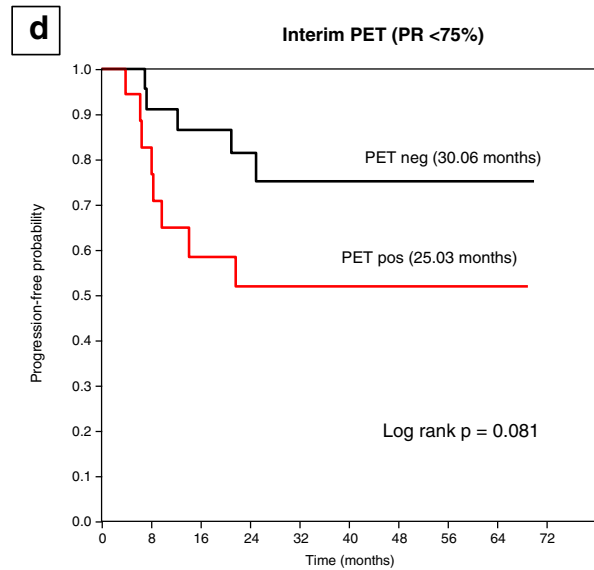 d
Interim PET (PR <75%)
1.0
0.9
0.8
0.7
0.6
0.5
0.4
0.3
0.2
0.1
0.0
Progression-free probability
PET neg (30.06 months)
PET pos (25.03 months)
Log rank p = 0.081
0 8 16 24 32 40 48 56 64 72
Time (months)